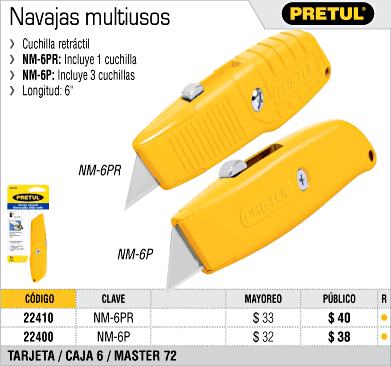 Navajas multiusos
PRETUL®
Cuchilla retráctil
NM-6PR: Incluye 1 cuchilla
NM-6P: Incluye 3 cuchillas
Longitud: 6"
NM-6PR
PRETUL
NM-6P
PRETUL
CÓDIGO CLAVE MAYOREO PÚBLICO R
22410 NM-6PR $ 33 $ 40
22400 NM-6P $ 32 $ 38
TARJETA / CAJA 6 / MASTER 72